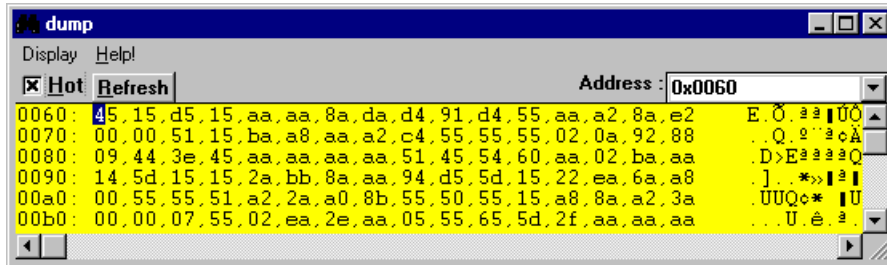 dump
Display Help!
Hot Refresh Address : 0x0060
0060: 45,15,d5,15,aa,aa,8a,da,d4,91,d4,55,aa,a2,8a,e2 E.Õ.ªª▌ÚÔ
0070: 00,00,51,15,ba,a8,aa,a2,c4,55,55,55,02,0a,92,88 ..Q.º¨ª¢Ä
0080: 09,44,3e,45,aa,aa,aa,aa,51,45,54,60,aa,02,ba,aa .D>EªªªªQ
0090: 14,5d,15,15,2a,bb,8a,aa,94,d5,5d,15,22,ea,6a,a8 .]..*»▌ª▌
00a0: 00,55,55,51,a2,2a,a0,8b,55,50,55,15,a8,8a,a2,3a .UUQ¢* ▌U
00b0: 00,00,07,55,02,ea,2e,aa,05,55,65,5d,2f,aa,aa,aa ...U.ê.ª.